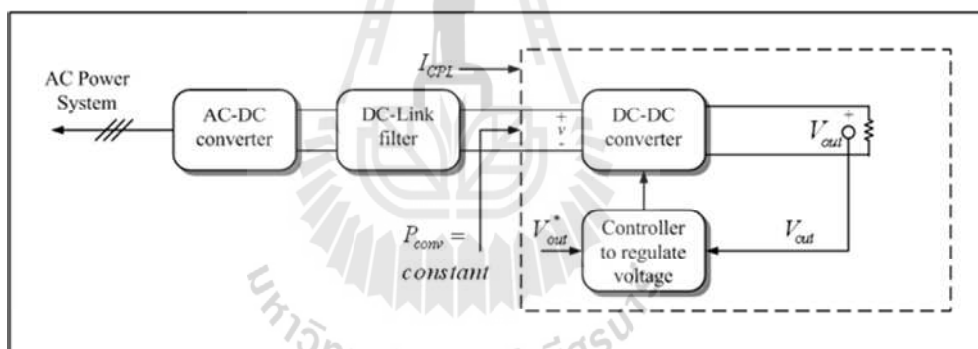 AC Power
System
AC-DC
converter
DC-Link
filter
I_CPL
+
v
-
DC-DC
converter
V_out
+
P_conv =
constant
V*_out
Controller
to regulate
voltage
V_out